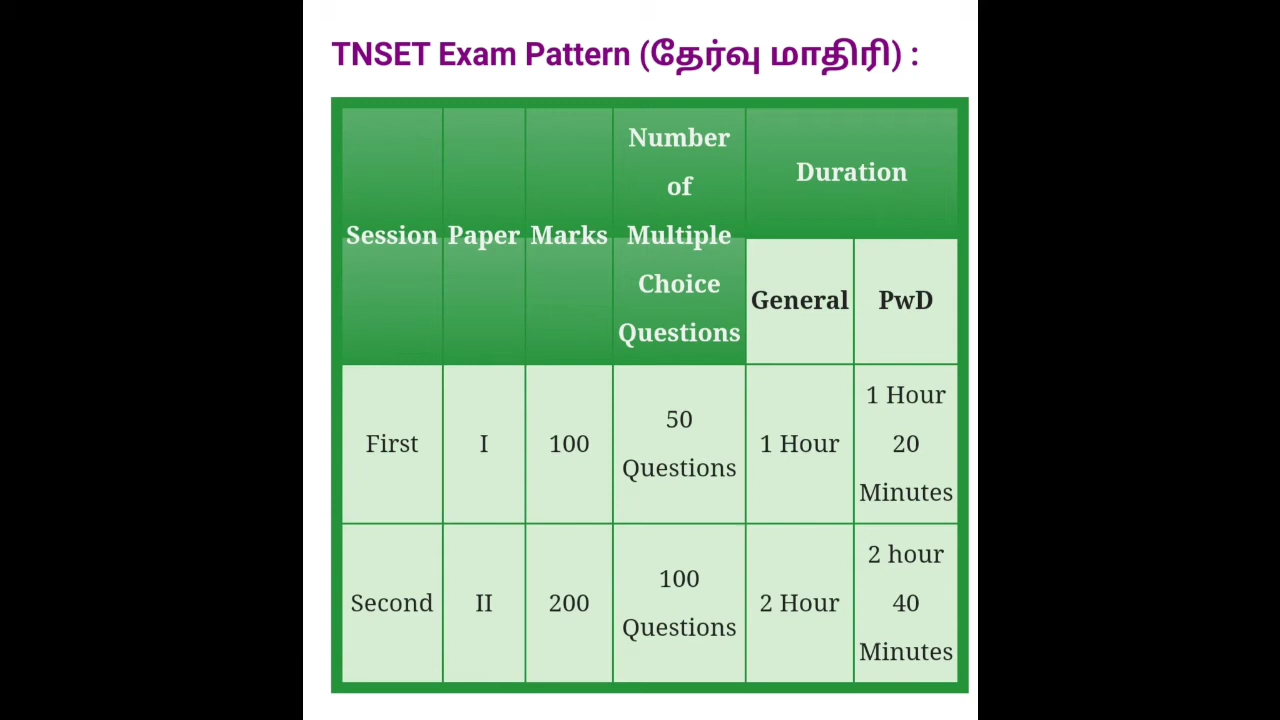 TNSET Exam Pattern (தேர்வு மாதிரி) :
Session
Paper
Marks
Number
of
Multiple
Choice
Questions
Duration
General
PwD
First
I
100
50
Questions
1 Hour
1 Hour
20
Minutes
Second
II
200
100
Questions
2 Hour
2 hour
40
Minutes